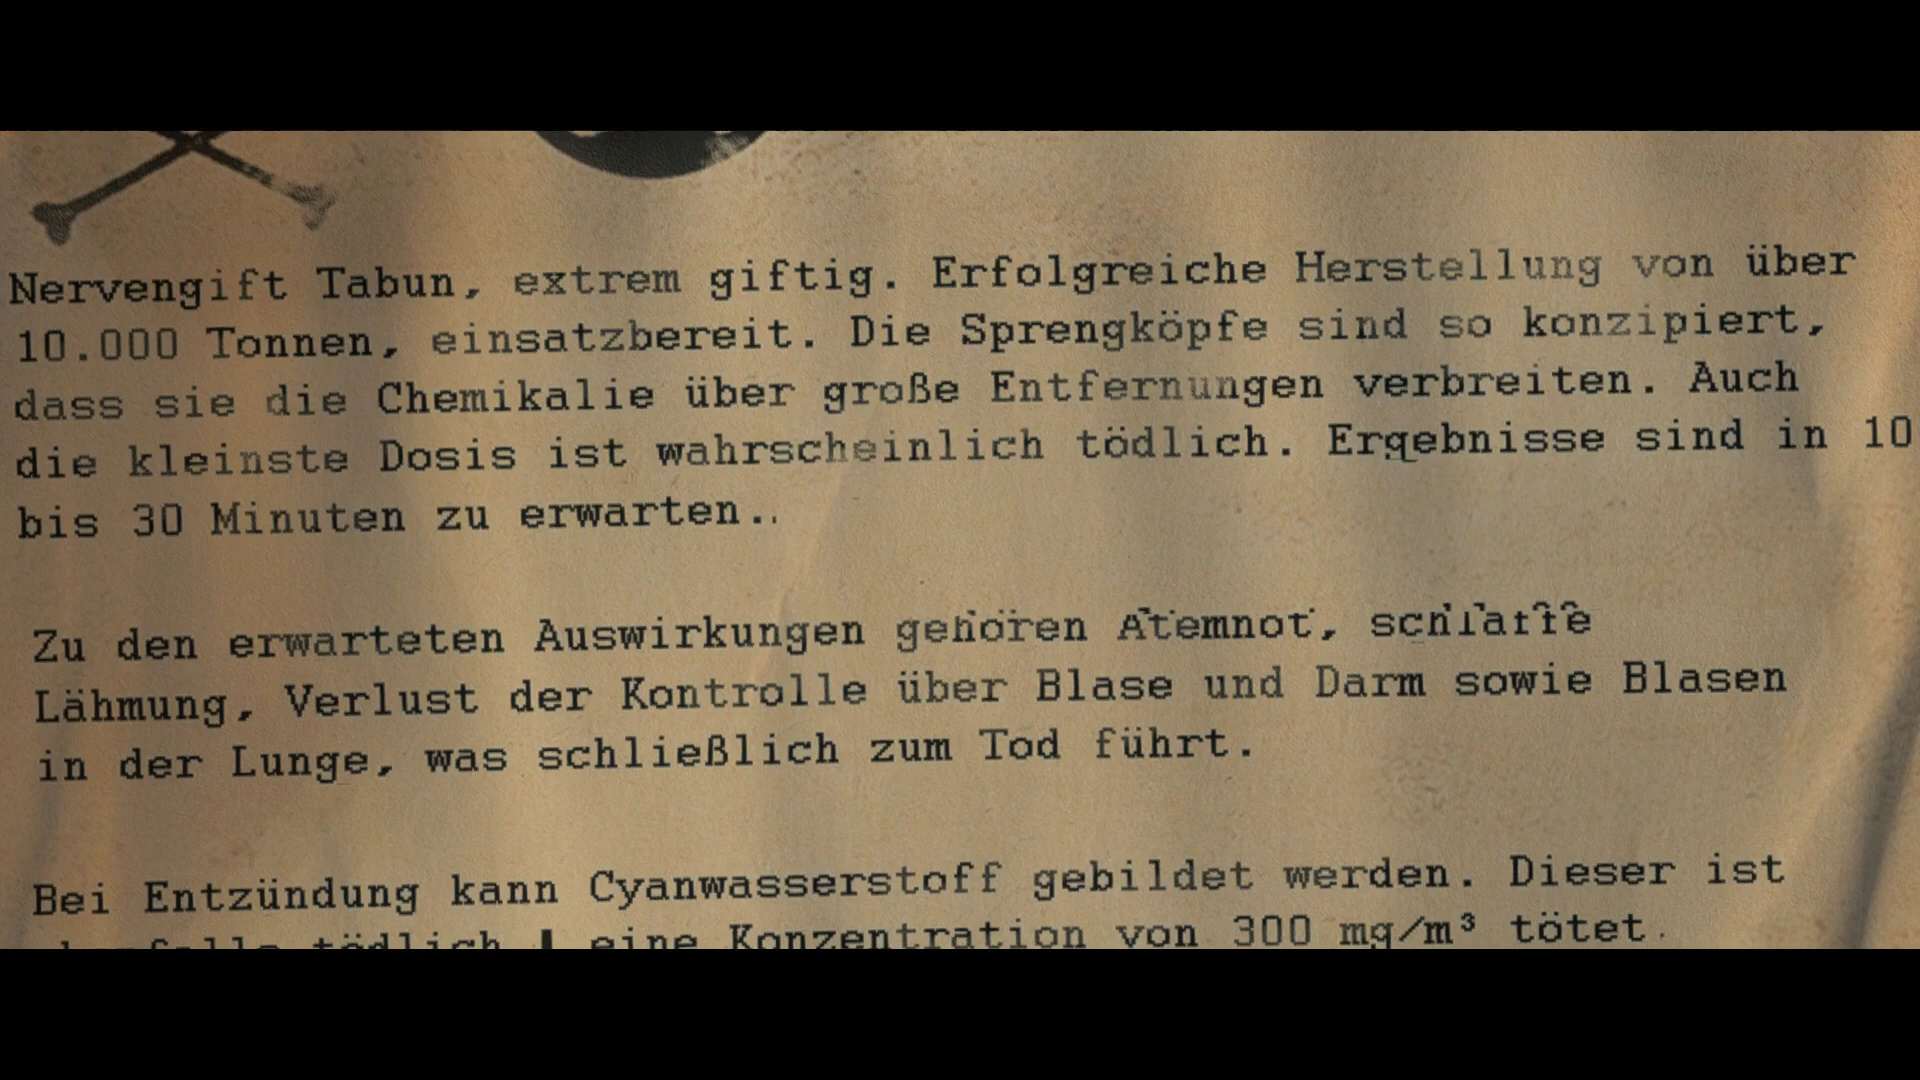 Nervengift Tabun, extrem giftig. Erfolgreiche Herstellung von über
10.000 Tonnen, einsatzbereit. Die Sprengköpfe sind so konzipiert,
dass sie die Chemikalie über große Entfernungen verbreiten. Auch
die kleinste Dosis ist wahrscheinlich tödlich. Ergebnisse sind in 10
bis 30 Minuten zu erwarten..
Zu den erwarteten Auswirkungen gehören Atemnot, schlaffe
Lähmung, Verlust der Kontrolle über Blase und Darm sowie Blasen
in der Lunge, was schließlich zum Tod führt.
Bei Entzündung kann Cyanwasserstoff gebildet werden. Dieser ist
tödlich eine Konzentration von 300 mg/m³ tötet.